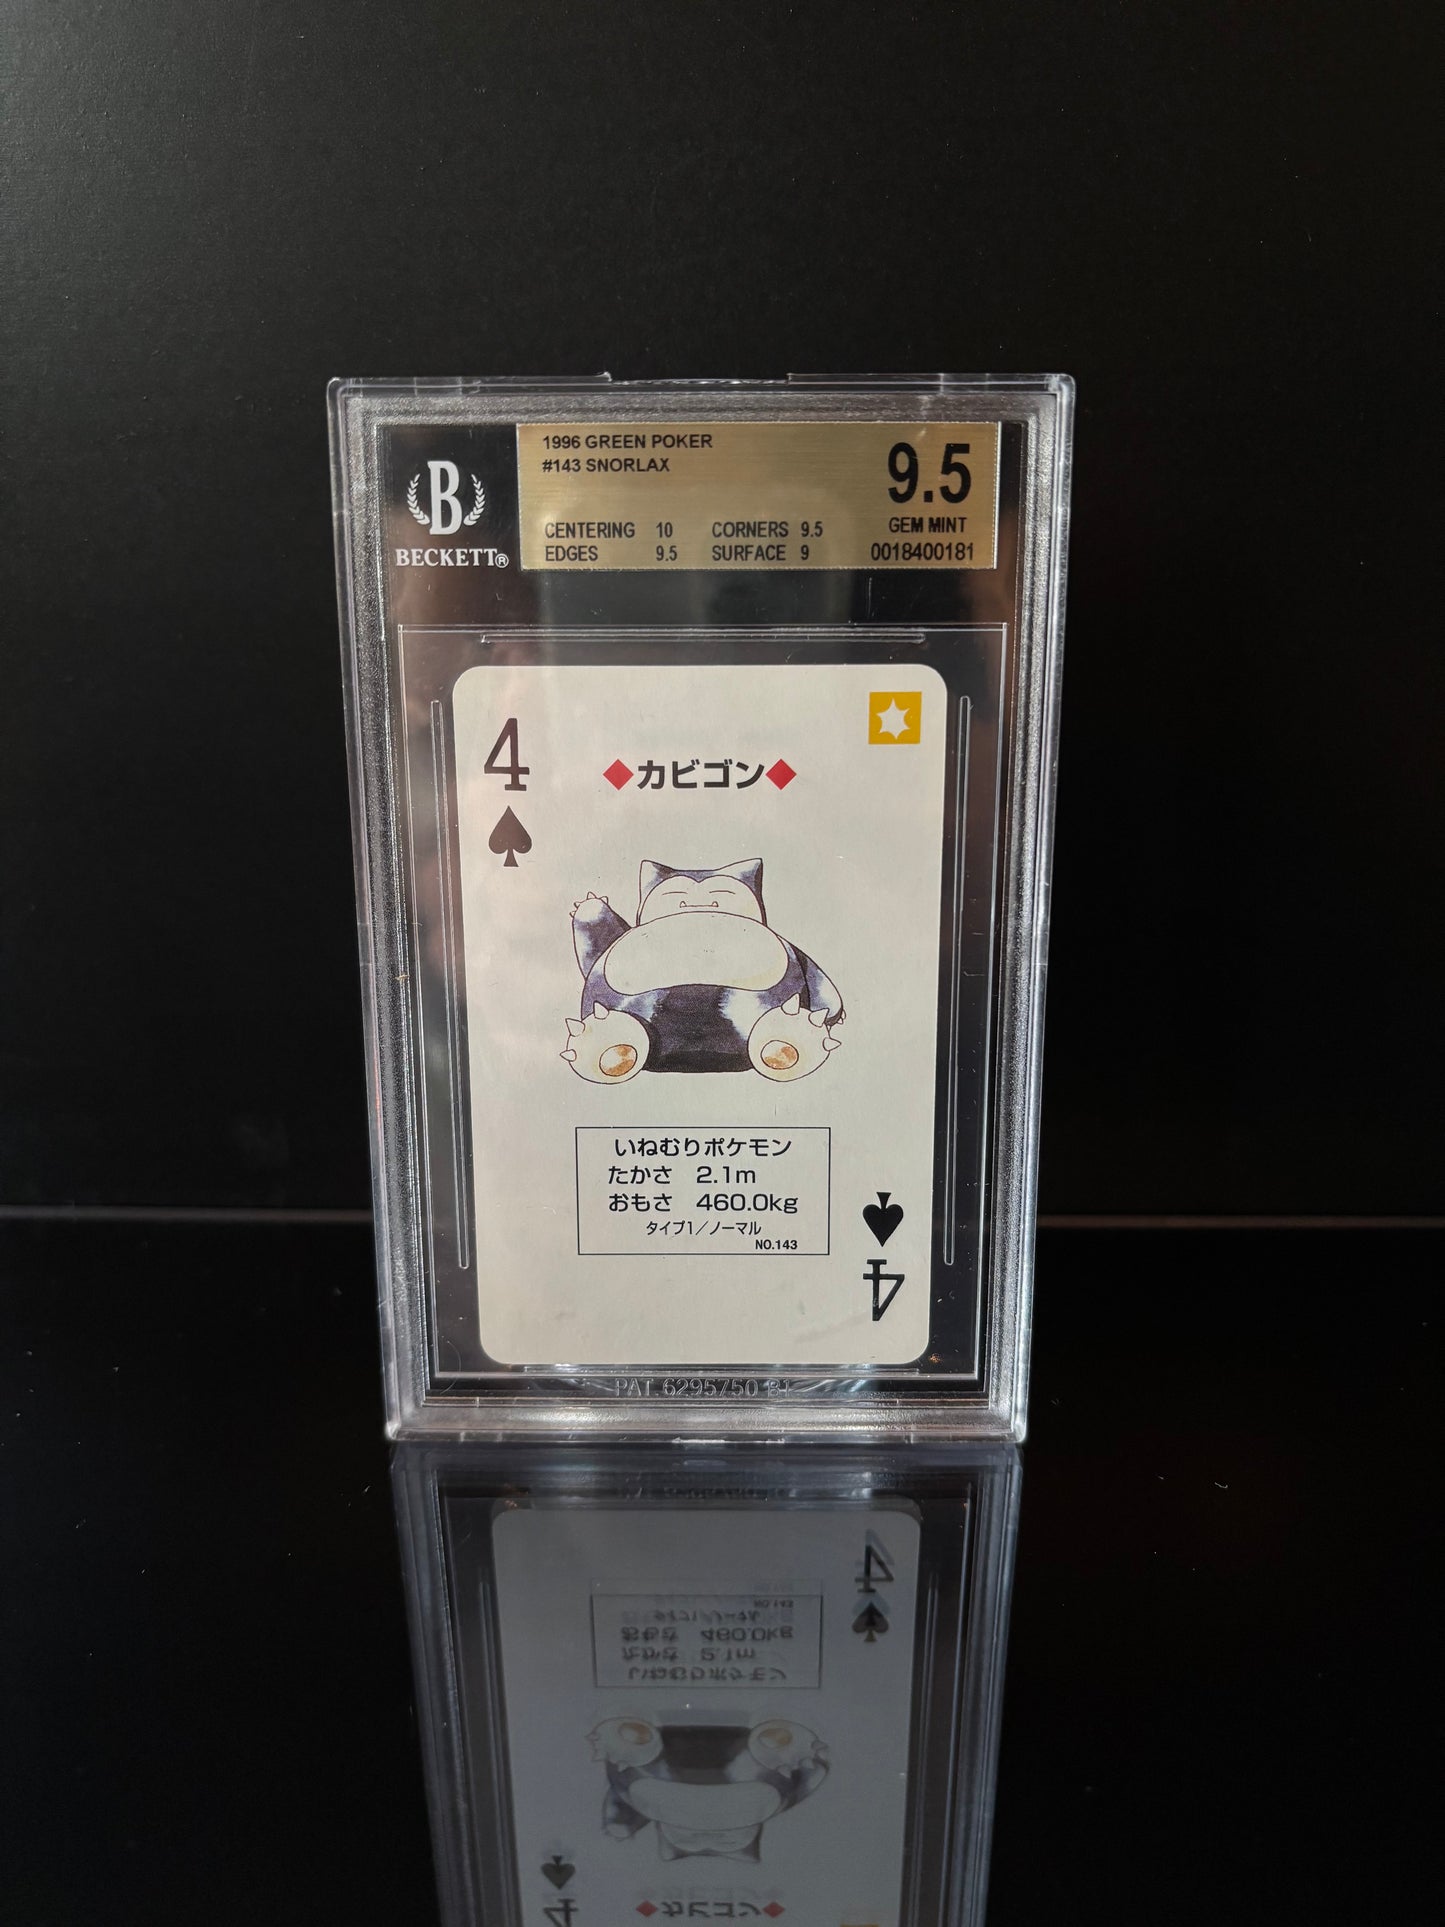 1996 GREEN POKER
#143 SNORLAX
9.5
CENTERING 10 CORNERS 9.5
GEM MINT
EDGES 9.5 SURFACE 9
0018400181
B
BECKETT®
4
◆カビゴン◆
いねむりポケモン
たかさ 2.1m
おもさ 460.0kg
タイプ1/ノーマル
NO.143
4
PAT.6295750 B1